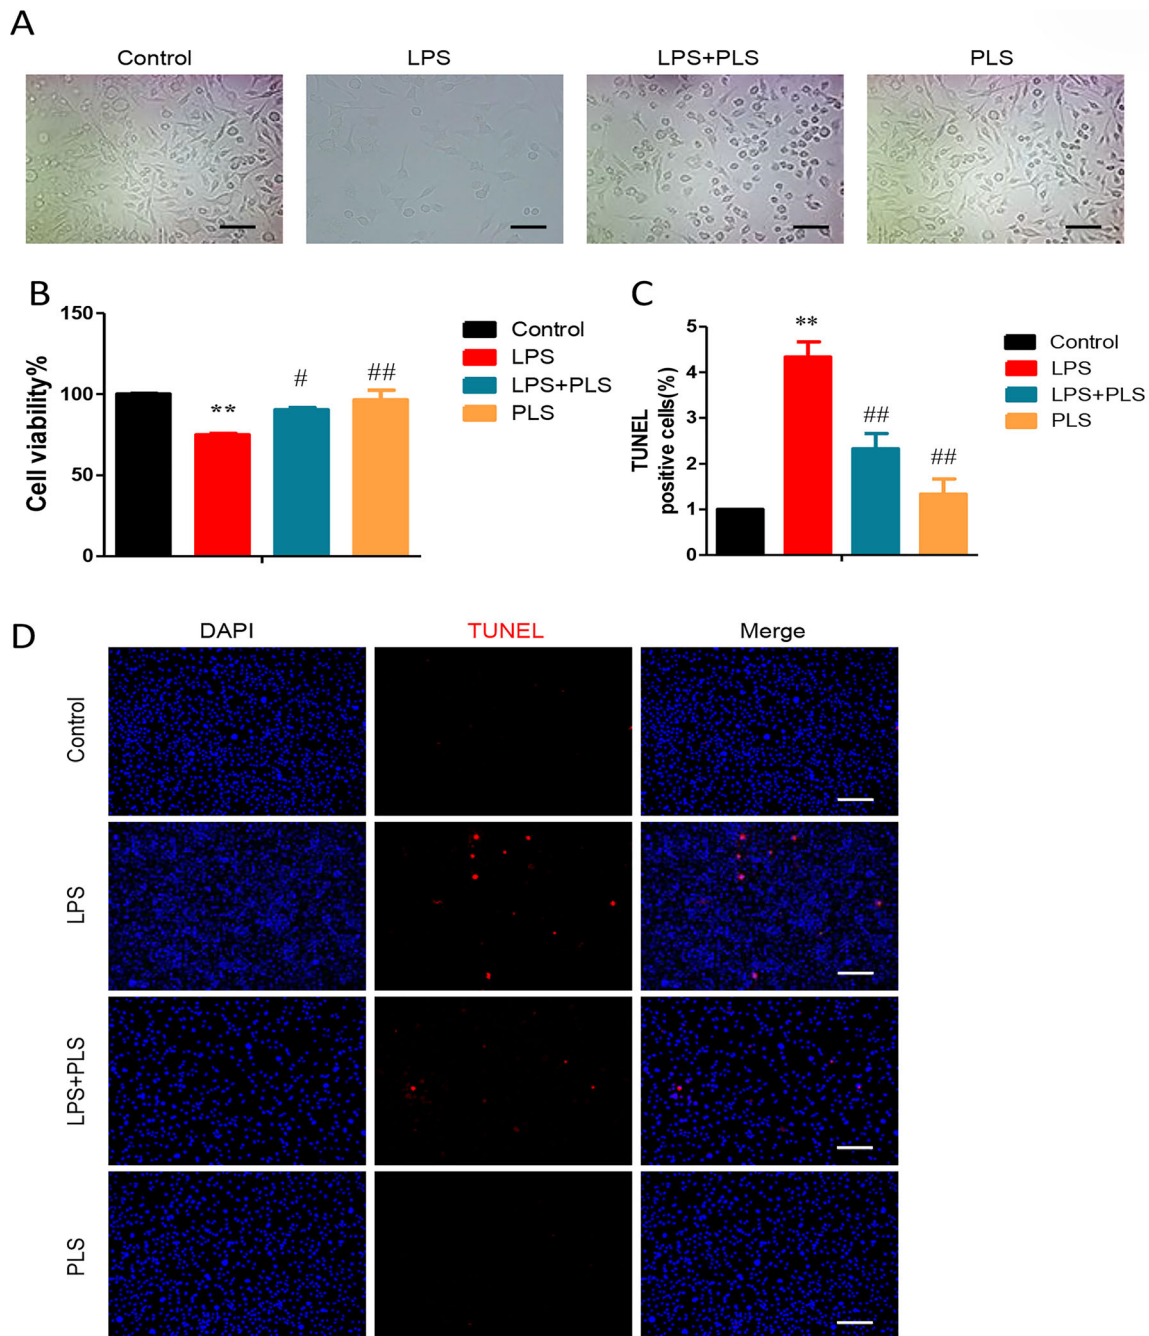 A
Control LPS LPS+PLS PLS
B
Cell viability%
150
100
50
0
**
#
##
Control
LPS
LPS+PLS
PLS
C
TUNEL
positive cells(%)
5
4
3
2
1
0
**
##
##
Control
LPS
LPS+PLS
PLS
D
DAPI TUNEL Merge
Control
LPS
LPS+PLS
PLS